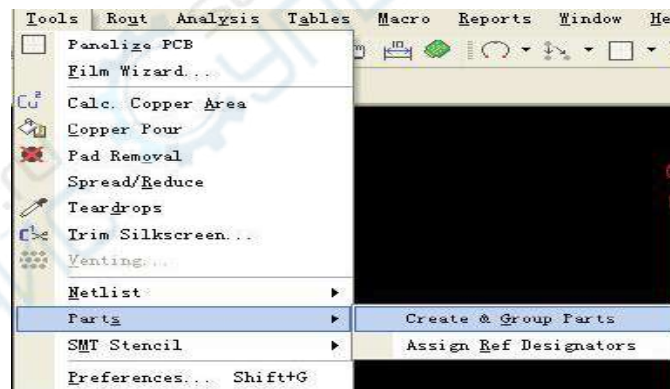 Tools Rout Analysis Tables Macro Reports Window He
Panelize PCB
Film Wizard...
Calc. Copper Area
Copper Pour
Pad Removal
Spread/Reduce
Teardrops
Trim Silkscreen...
Venting...
Netlist
Parts Create & Group Parts
SMT Stencil Assign Ref Designators
Preferences... Shift+G